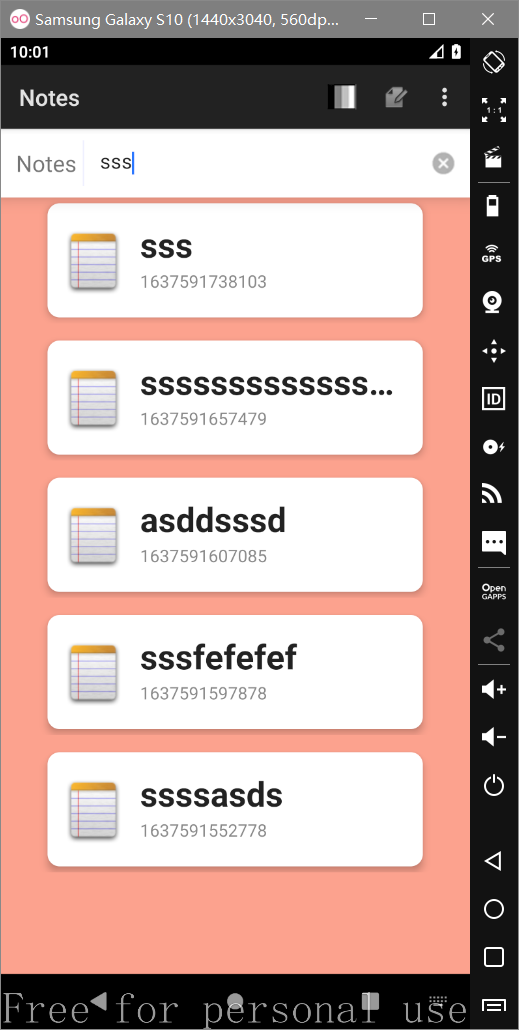 Samsung Galaxy S10 (1440x3040, 560dp...
10:01
Notes
Notes
sss
sss
1637591738103
sssssssssssss...
1637591657479
asddsssd
1637591607085
sssfefefef
1637591597878
ssssasds
1637591552778
1:1
GPS
ID
Open
GAPPS
Free for personal use